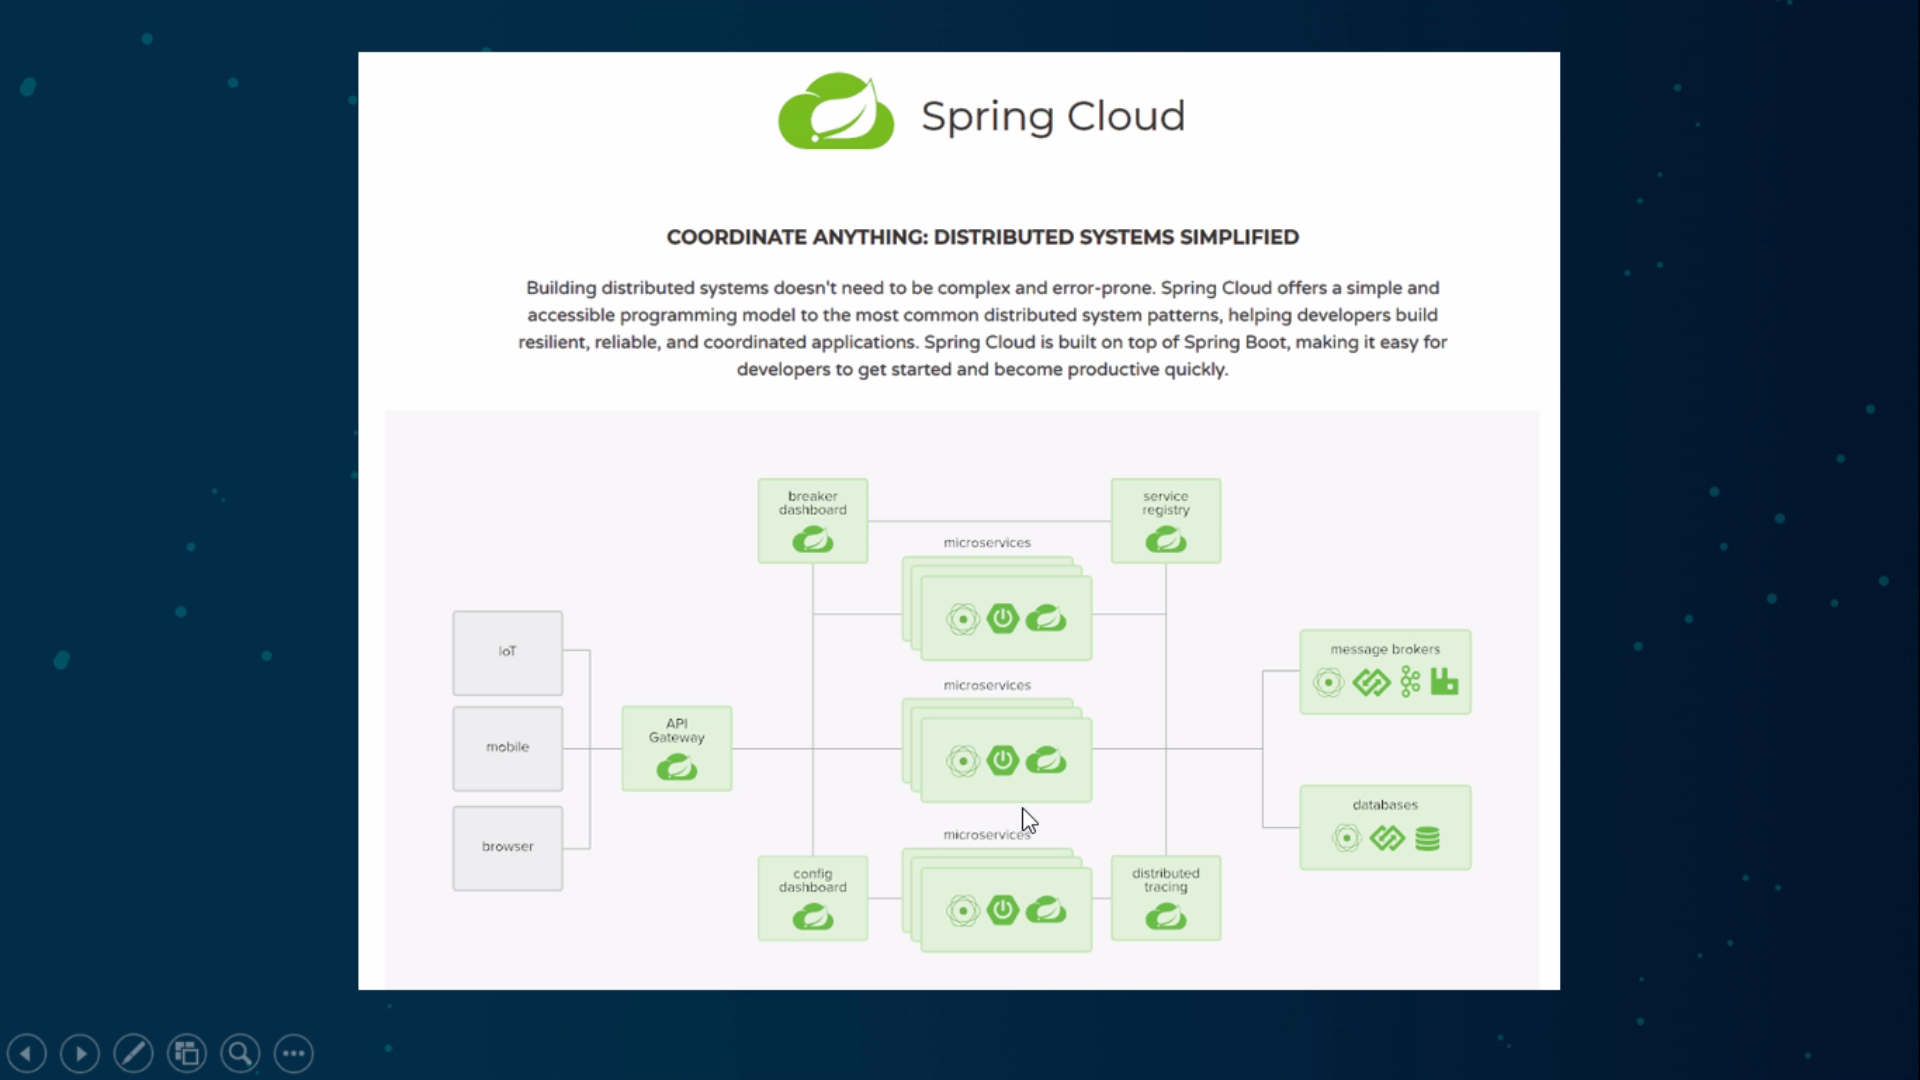 Spring Cloud
COORDINATE ANYTHING: DISTRIBUTED SYSTEMS SIMPLIFIED
Building distributed systems doesn't need to be complex and error-prone. Spring Cloud offers a simple and
accessible programming model to the most common distributed system patterns, helping developers build
resilient, reliable, and coordinated applications. Spring Cloud is built on top of Spring Boot, making it easy for
developers to get started and become productive quickly.
breaker
dashboard
service
registry
microservices
IoT
mobile
browser
API
Gateway
microservices
message brokers
databases
microservices
config
dashboard
distributed
tracing